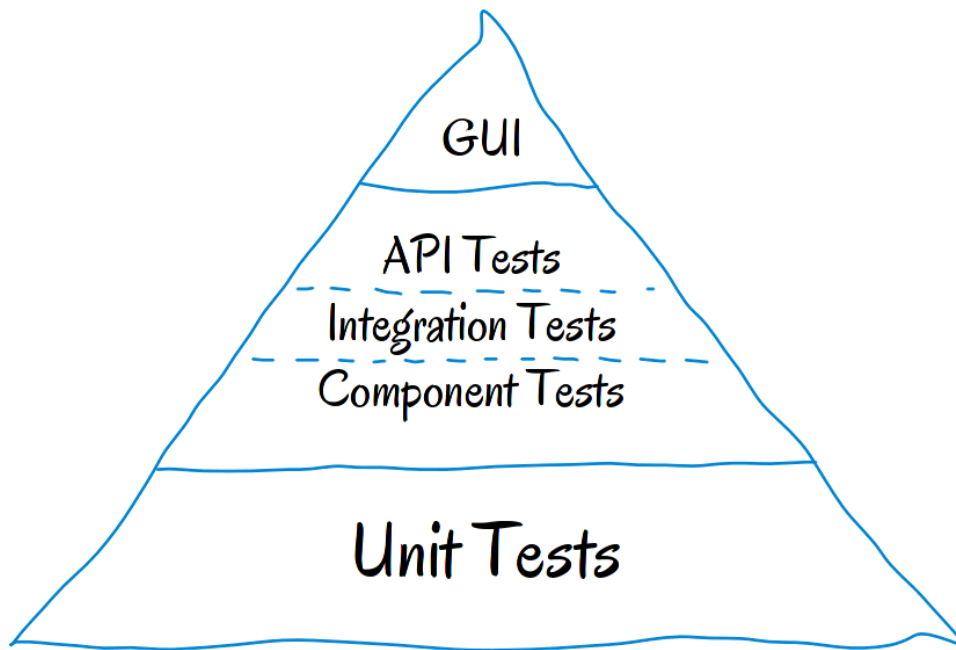 GUI
API Tests
Integration Tests
Component Tests
Unit Tests